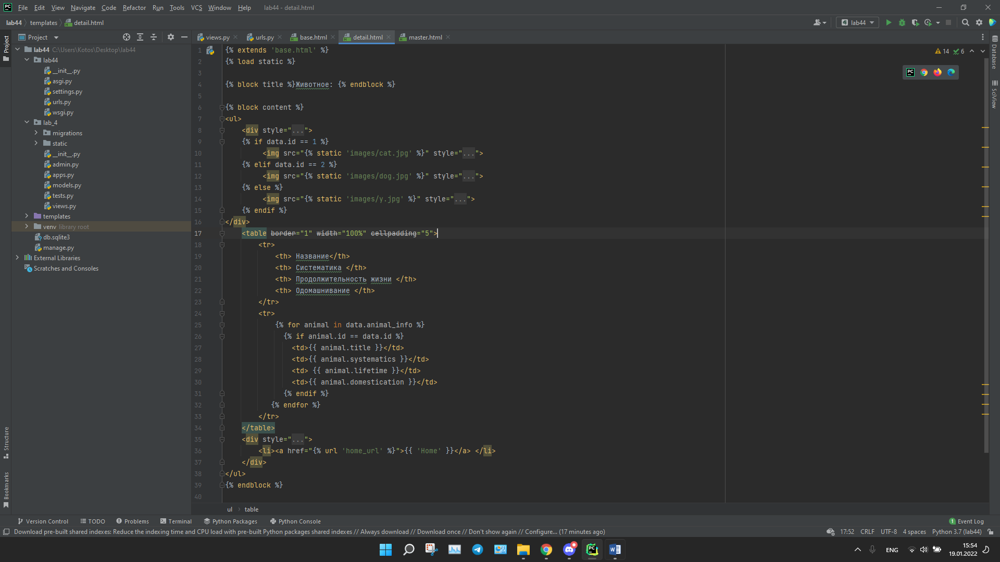 PC File Edit View Navigate Code Refactor Run Tools VCS Window Help lab44 - detail.html
lab44 templates detail.html
dj lab44
Project
views.py urls.py base.html detail.html master.html
14 6
PC
Project
Structure
Bookmarks
Database
SciView
lab44 C:\Users\Kotos\Desktop\lab44
lab44
__init__.py
asgi.py
settings.py
urls.py
wsgi.py
lab_4
migrations
static
__init__.py
admin.py
apps.py
models.py
tests.py
views.py
templates
venv library root
db.sqlite3
manage.py
External Libraries
Scratches and Consoles
1 {% extends 'base.html' %}
2 {% load static %}
3
4 {% block title %}Животное: {% endblock %}
5
6 {% block content %}
7 <ul>
8 <div style="...">
9 {% if data.id == 1 %}
10 <img src="{% static 'images/cat.jpg' %}" style="...">
11 {% elif data.id == 2 %}
12 <img src="{% static 'images/dog.jpg' %}" style="...">
13 {% else %}
14 <img src="{% static 'images/y.jpg' %}" style="...">
15 {% endif %}
16 </div>
17 <table border="1" width="100%" cellpadding="5">
18 <tr>
19 <th> Название</th>
20 <th> Систематика </th>
21 <th> Продолжительность жизни </th>
22 <th> Одомашнивание </th>
23 </tr>
24 <tr>
25 {% for animal in data.animal_info %}
26 {% if animal.id == data.id %}
27 <td>{{ animal.title }}</td>
28 <td>{{ animal.systematics }}</td>
29 <td> {{ animal.lifetime }}</td>
30 <td>{{ animal.domestication }}</td>
31 {% endif %}
32 {% endfor %}
33 </tr>
34 </table>
35 <div style="...">
36 <li><a href="{% url 'home_url' %}">{{ 'Home' }}</a> </li>
37 </div>
38 </ul>
39 {% endblock %}
40
ul table
Version Control TODO Problems Terminal Python Packages Python Console 1 Event Log
Download pre-built shared indexes: Reduce the indexing time and CPU load with pre-built Python packages shared indexes // Always download // Download once // Don't show again // Configure... (17 minutes ago) 17:52 CRLF UTF-8 4 spaces Python 3.7 (lab44)
PC W ENG 15:54
19.01.2022